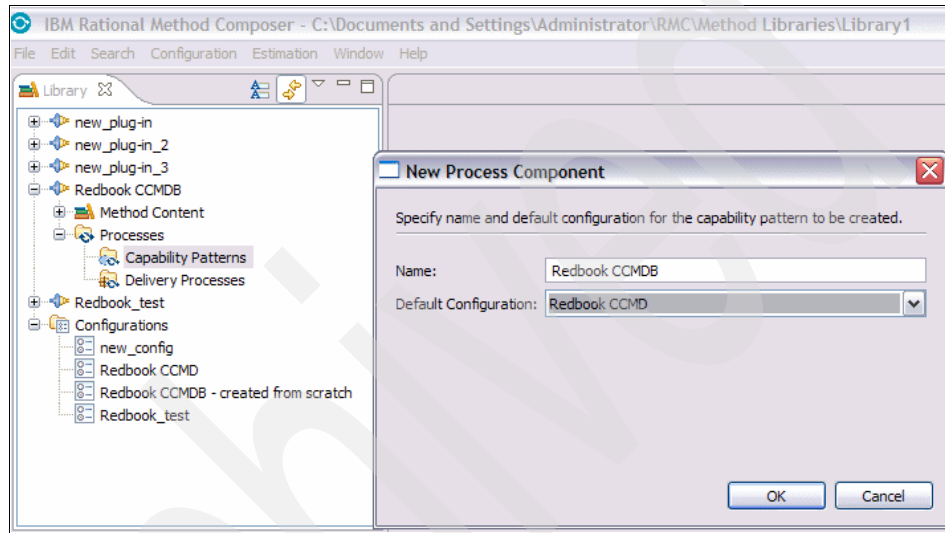 IBM Rational Method Composer - C:\Documents and Settings\Administrator\RMC\Method Libraries\Library1
File Edit Search Configuration Estimation Window Help
Library
new_plug-in
new_plug-in_2
new_plug-in_3
Redbook CCMDB
Method Content
Processes
Capability Patterns
Delivery Processes
Redbook_test
Configurations
new_config
Redbook CCMD
Redbook CCMDB - created from scratch
Redbook_test
New Process Component
Specify name and default configuration for the capability pattern to be created.
Name: Redbook CCMDB
Default Configuration: Redbook CCMD
OK Cancel